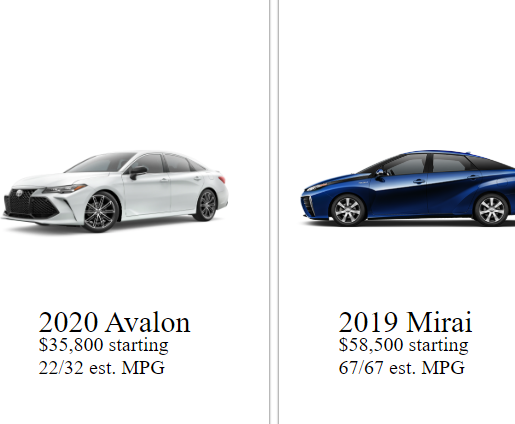 2020 Avalon
$35,800 starting
22/32 est. MPG
2019 Mirai
$58,500 starting
67/67 est. MPG